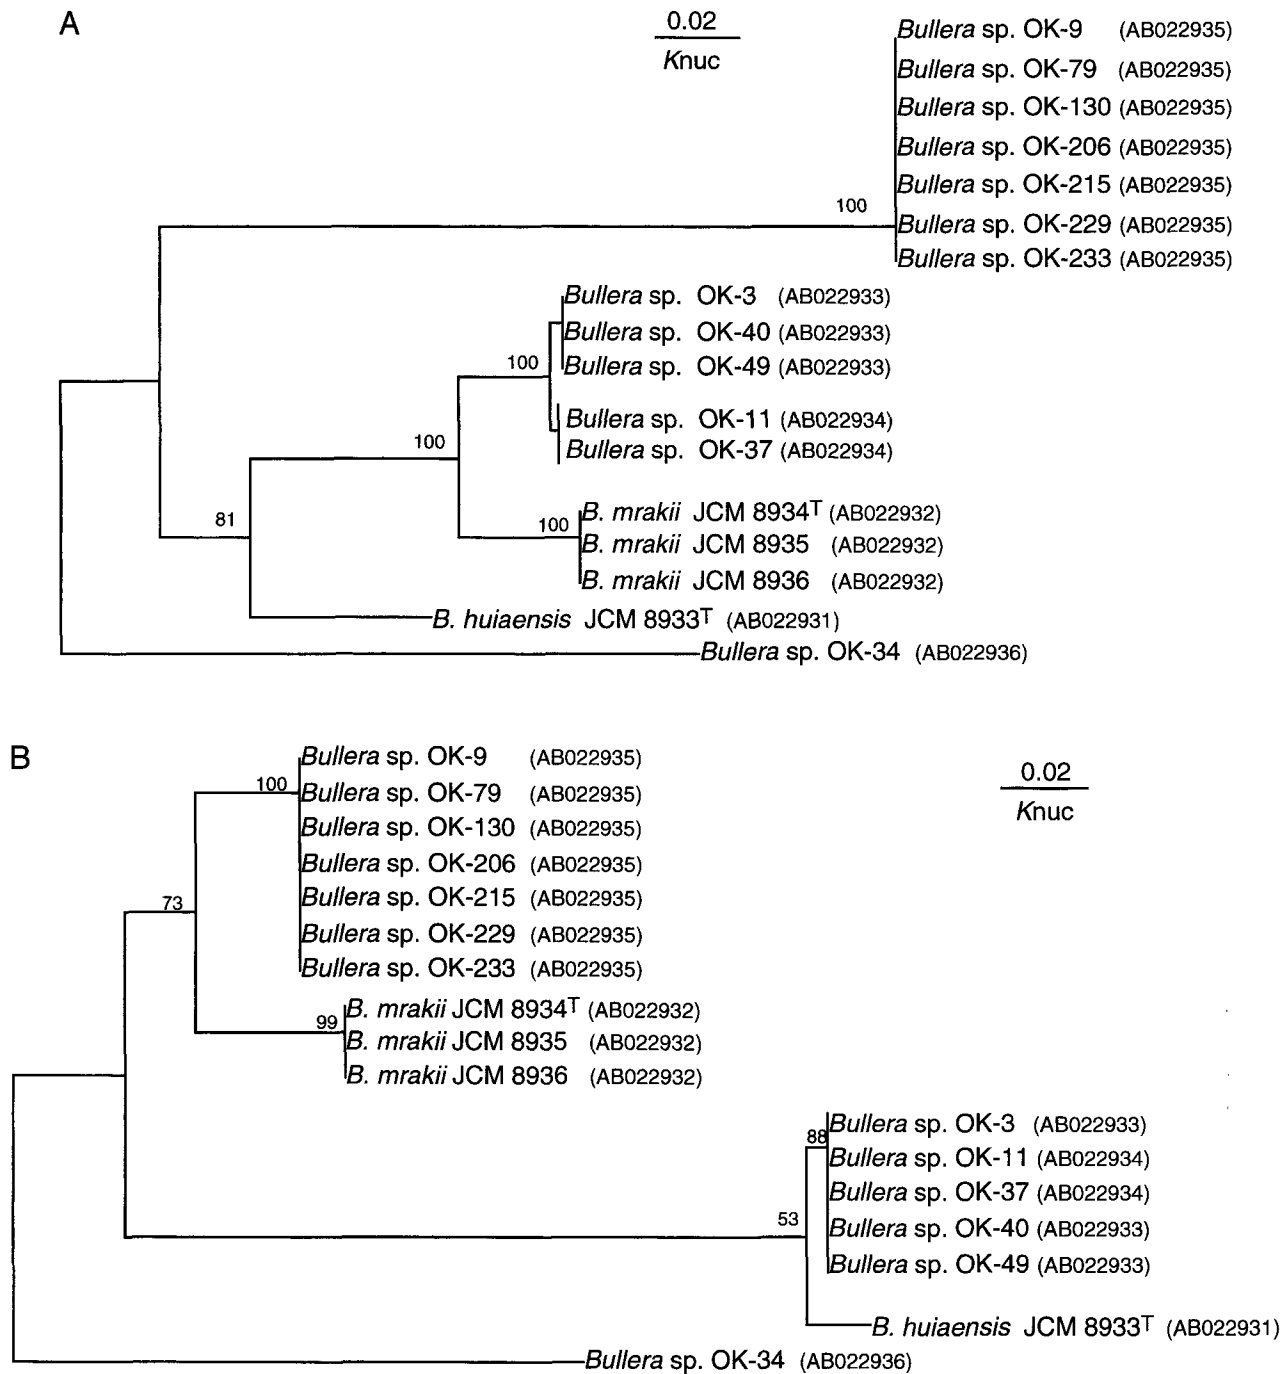 A
0.02
Knuc
Bullera sp. OK-9 (AB022935)
Bullera sp. OK-79 (AB022935)
Bullera sp. OK-130 (AB022935)
Bullera sp. OK-206 (AB022935)
Bullera sp. OK-215 (AB022935)
100
Bullera sp. OK-229 (AB022935)
Bullera sp. OK-233 (AB022935)
Bullera sp. OK-3 (AB022933)
Bullera sp. OK-40 (AB022933)
100
Bullera sp. OK-49 (AB022933)
Bullera sp. OK-11 (AB022934)
100
Bullera sp. OK-37 (AB022934)
B. mrakii JCM 8934T (AB022932)
81
100
B. mrakii JCM 8935 (AB022932)
B. mrakii JCM 8936 (AB022932)
B. huiaensis JCM 8933T (AB022931)
Bullera sp. OK-34 (AB022936)
B
0.02
Knuc
Bullera sp. OK-9 (AB022935)
100
Bullera sp. OK-79 (AB022935)
Bullera sp. OK-130 (AB022935)
Bullera sp. OK-206 (AB022935)
Bullera sp. OK-215 (AB022935)
73
Bullera sp. OK-229 (AB022935)
Bullera sp. OK-233 (AB022935)
B. mrakii JCM 8934T (AB022932)
99
B. mrakii JCM 8935 (AB022932)
B. mrakii JCM 8936 (AB022932)
Bullera sp. OK-3 (AB022933)
88
Bullera sp. OK-11 (AB022934)
Bullera sp. OK-37 (AB022934)
53
Bullera sp. OK-40 (AB022933)
Bullera sp. OK-49 (AB022933)
B. huiaensis JCM 8933T (AB022931)
Bullera sp. OK-34 (AB022936)